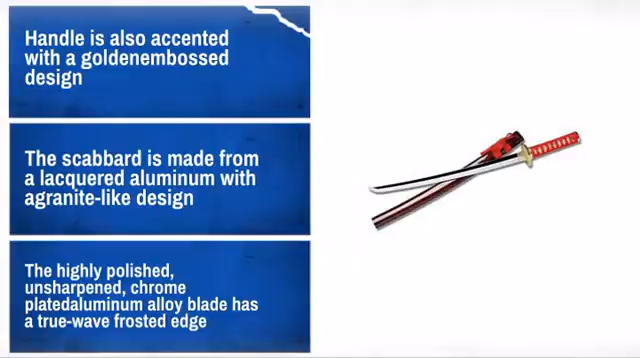 Handle is also accented
with a goldenembossed
design
The scabbard is made from
a lacquered aluminum with
agranite-like design
The highly polished,
unsharpened, chrome
platedaluminum alloy blade has
a true-wave frosted edge